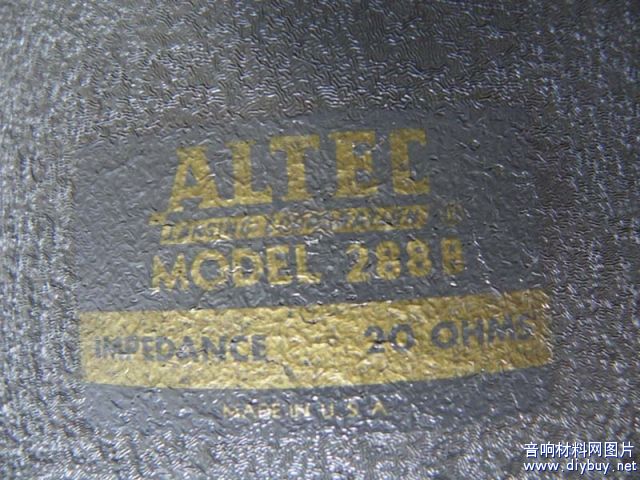 ALTEC
MODEL 288B
IMPEDANCE 20 OHMS
MADE IN U.S.A
音响材料网图片
www.diybuy.net